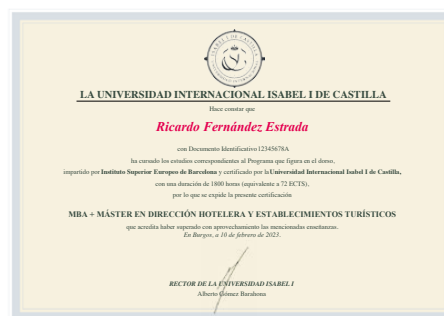 LA UNIVERSIDAD INTERNACIONAL ISABEL I DE CASTILLA
Hace constar que
Ricardo Fernández Estrada
con Documento Identificativo12345678A
ha cursado los estudios correspondientes al Programa que figura en el dorso,
impartido por Instituto Superior Europeo de Barcelona y certificado por la Universidad Internacional Isabel I de Castilla,
con una duración de 1800 horas (equivalente a 72 ECTS),
por lo que se expide la presente certificación
MBA + MÁSTER EN DIRECCIÓN HOTELERA Y ESTABLECIMIENTOS TURÍSTICOS
que acredita haber superado con aprovechamiento las mencionadas enseñanzas.
En Burgos, a 10 de febrero de 2023.
RECTOR DE LA UNIVERSIDAD ISABEL I
Alberto Gómez Barahona